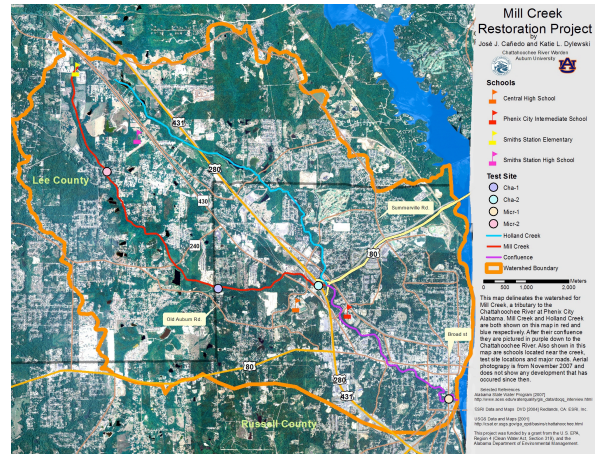 Mill Creek
Restoration Project
by
José J. Cañedo and Katie L. Dylewski
Chattahoochee River Warden
Auburn University
Schools
Central High School
Phenix City Intermediate School
Smiths Station Elementary
Smiths Station High School
Test Site
Cha-1
Cha-2
Micr-1
Micr-2
Holland Creek
Mill Creek
Confluence
Watershed Boundary
Meters
0 500 1,000 2,000
This map delineates the watershed for
Mill Creek, a tributary to the
Chattahoochee River at Phenix City
Alabama. Mill Creek and Holland Creek
are both shown on this map in red and
blue respectively. After their confluence
they are pictured in purple down to the
Chattahoochee River. Also shown in this
map are schools located near the creek,
test site locations and major roads. Aerial
photograpy is from November 2007 and
does not show any development that has
occured since then.
Selected References
Alabama State Water Program [2007]
ESRI Data and Maps DVD [2004] Redlands, CA: ESRI, Inc.
USGS Data and Maps [2001]
This project was funded by a grant from the U.S. EPA,
Region 4 (Clean Water Act, Section 319), and the
Alabama Department of Environmental Management.
431
280
Lee County
430
Summerville Rd.
240
80
Old Auburn Rd.
Broad st
80
280
431
Russell County